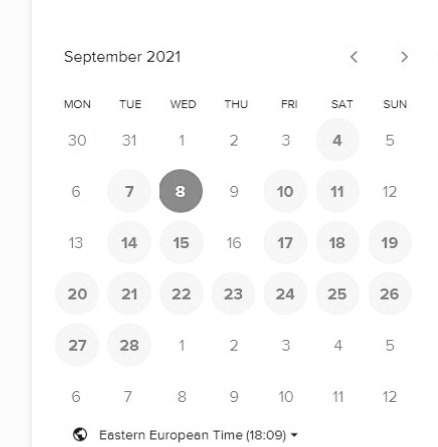 September 2021
MON TUE WED THU FRI SAT SUN
30 31 1 2 3 4 5
6 7 8 9 10 11 12
13 14 15 16 17 18 19
20 21 22 23 24 25 26
27 28 1 2 3 4 5
6 7 8 9 10 11 12
Eastern European Time (18:09)